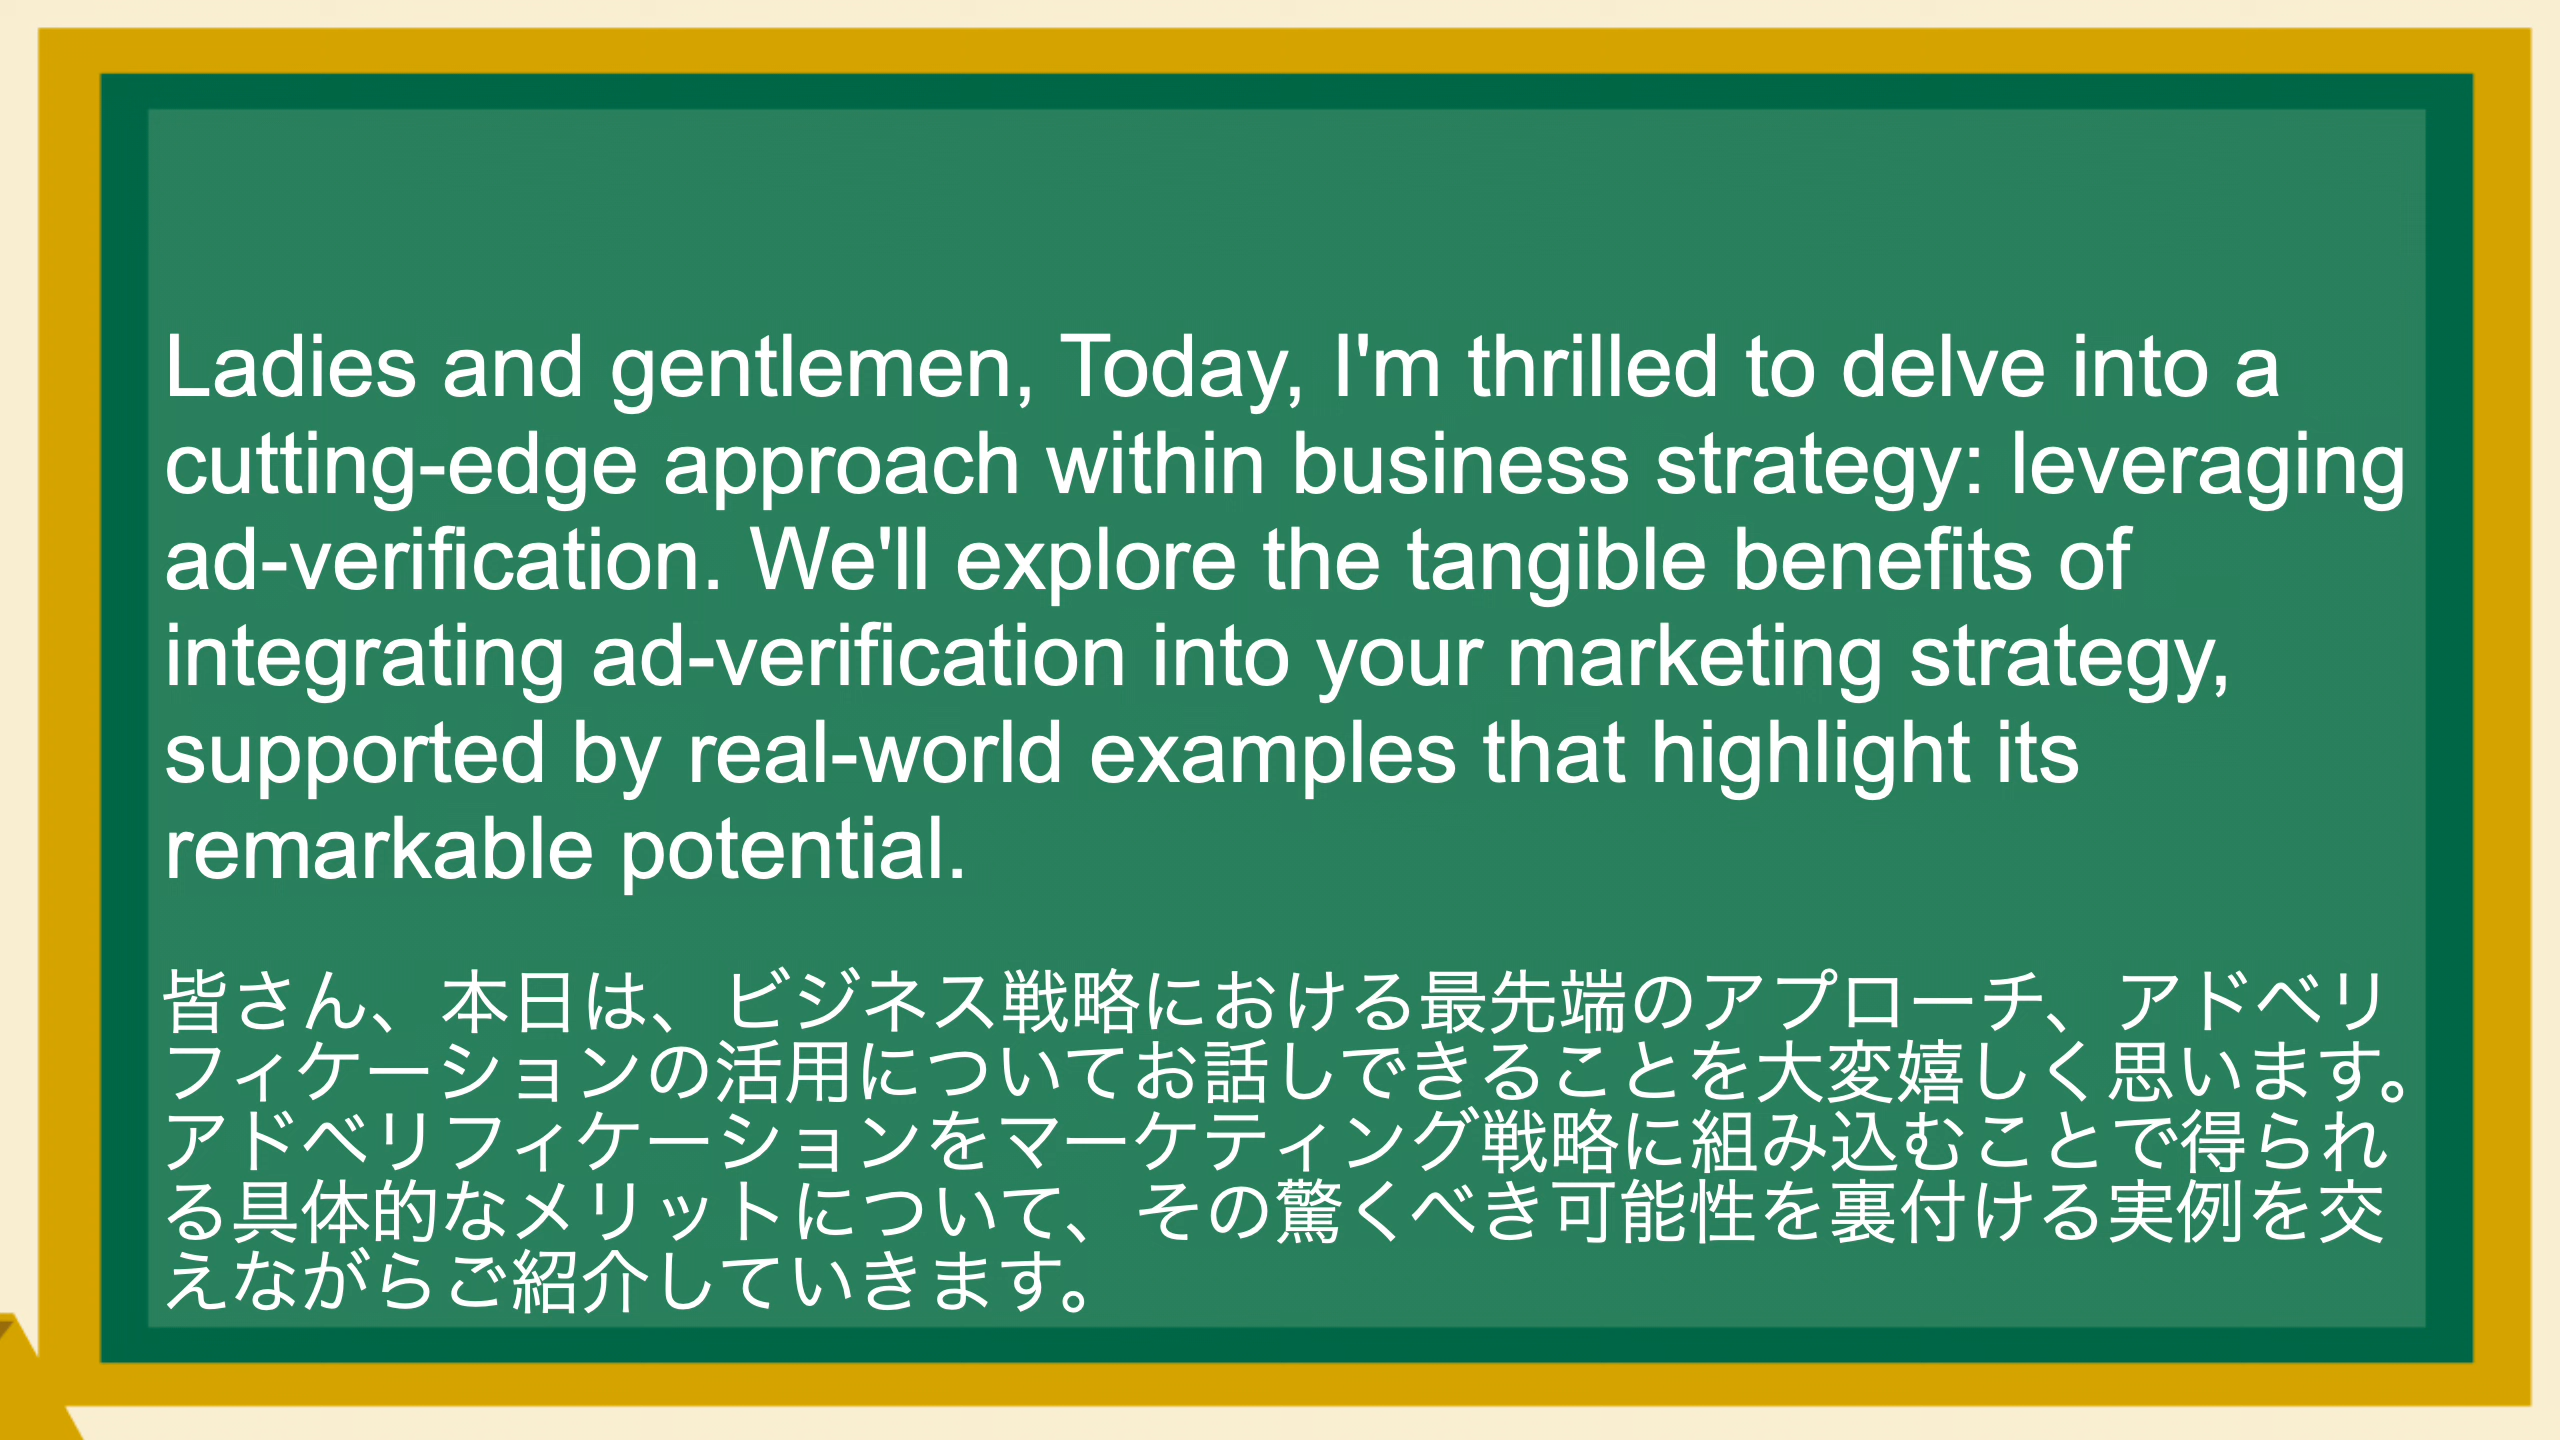 Ladies and gentlemen, Today, I'm thrilled to delve into a
cutting-edge approach within business strategy: leveraging
ad-verification. We'll explore the tangible benefits of
integrating ad-verification into your marketing strategy,
supported by real-world examples that highlight its
remarkable potential.
皆さん、本日は、ビジネス戦略における最先端のアプローチ、アドベリ
フィケーションの活用についてお話しできることを大変嬉しく思います。
アドベリフィケーションをマーケティング戦略に組み込むことで得られ
る具体的なメリットについて、その驚くべき可能性を裏付ける実例を交
えながらご紹介していきます。